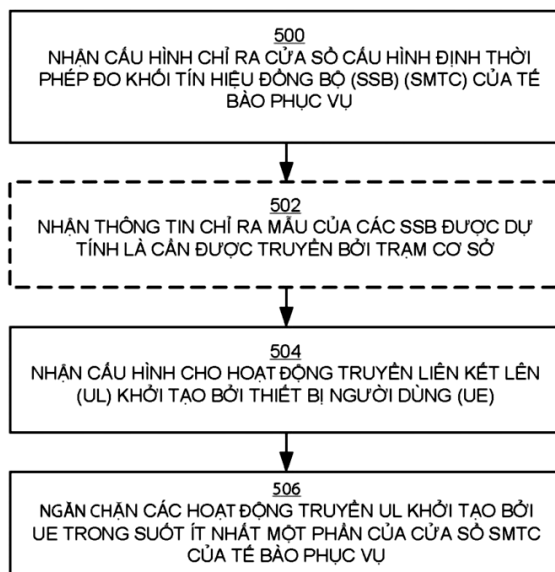 500
NHẬN CẤU HÌNH CHỈ RA CỬA SỔ CẤU HÌNH ĐỊNH THỜI
PHÉP ĐO KHỐI TÍN HIỆU ĐỒNG BỘ (SSB) (SMTC) CỦA TẾ
BÀO PHỤC VỤ
502
NHẬN THÔNG TIN CHỈ RA MẪU CỦA CÁC SSB ĐƯỢC DỰ
TÍNH LÀ CẦN ĐƯỢC TRUYỀN BỞI TRẠM CƠ SỞ
504
NHẬN CẤU HÌNH CHO HOẠT ĐỘNG TRUYỀN LIÊN KẾT LÊN
(UL) KHỞI TẠO BỞI THIẾT BỊ NGƯỜI DÙNG (UE)
506
NGĂN CHẶN CÁC HOẠT ĐỘNG TRUYỀN UL KHỞI TẠO BỞI
UE TRONG SUỐT ÍT NHẤT MỘT PHẦN CỦA CỬA SỔ SMTC
CỦA TẾ BÀO PHỤC VỤ